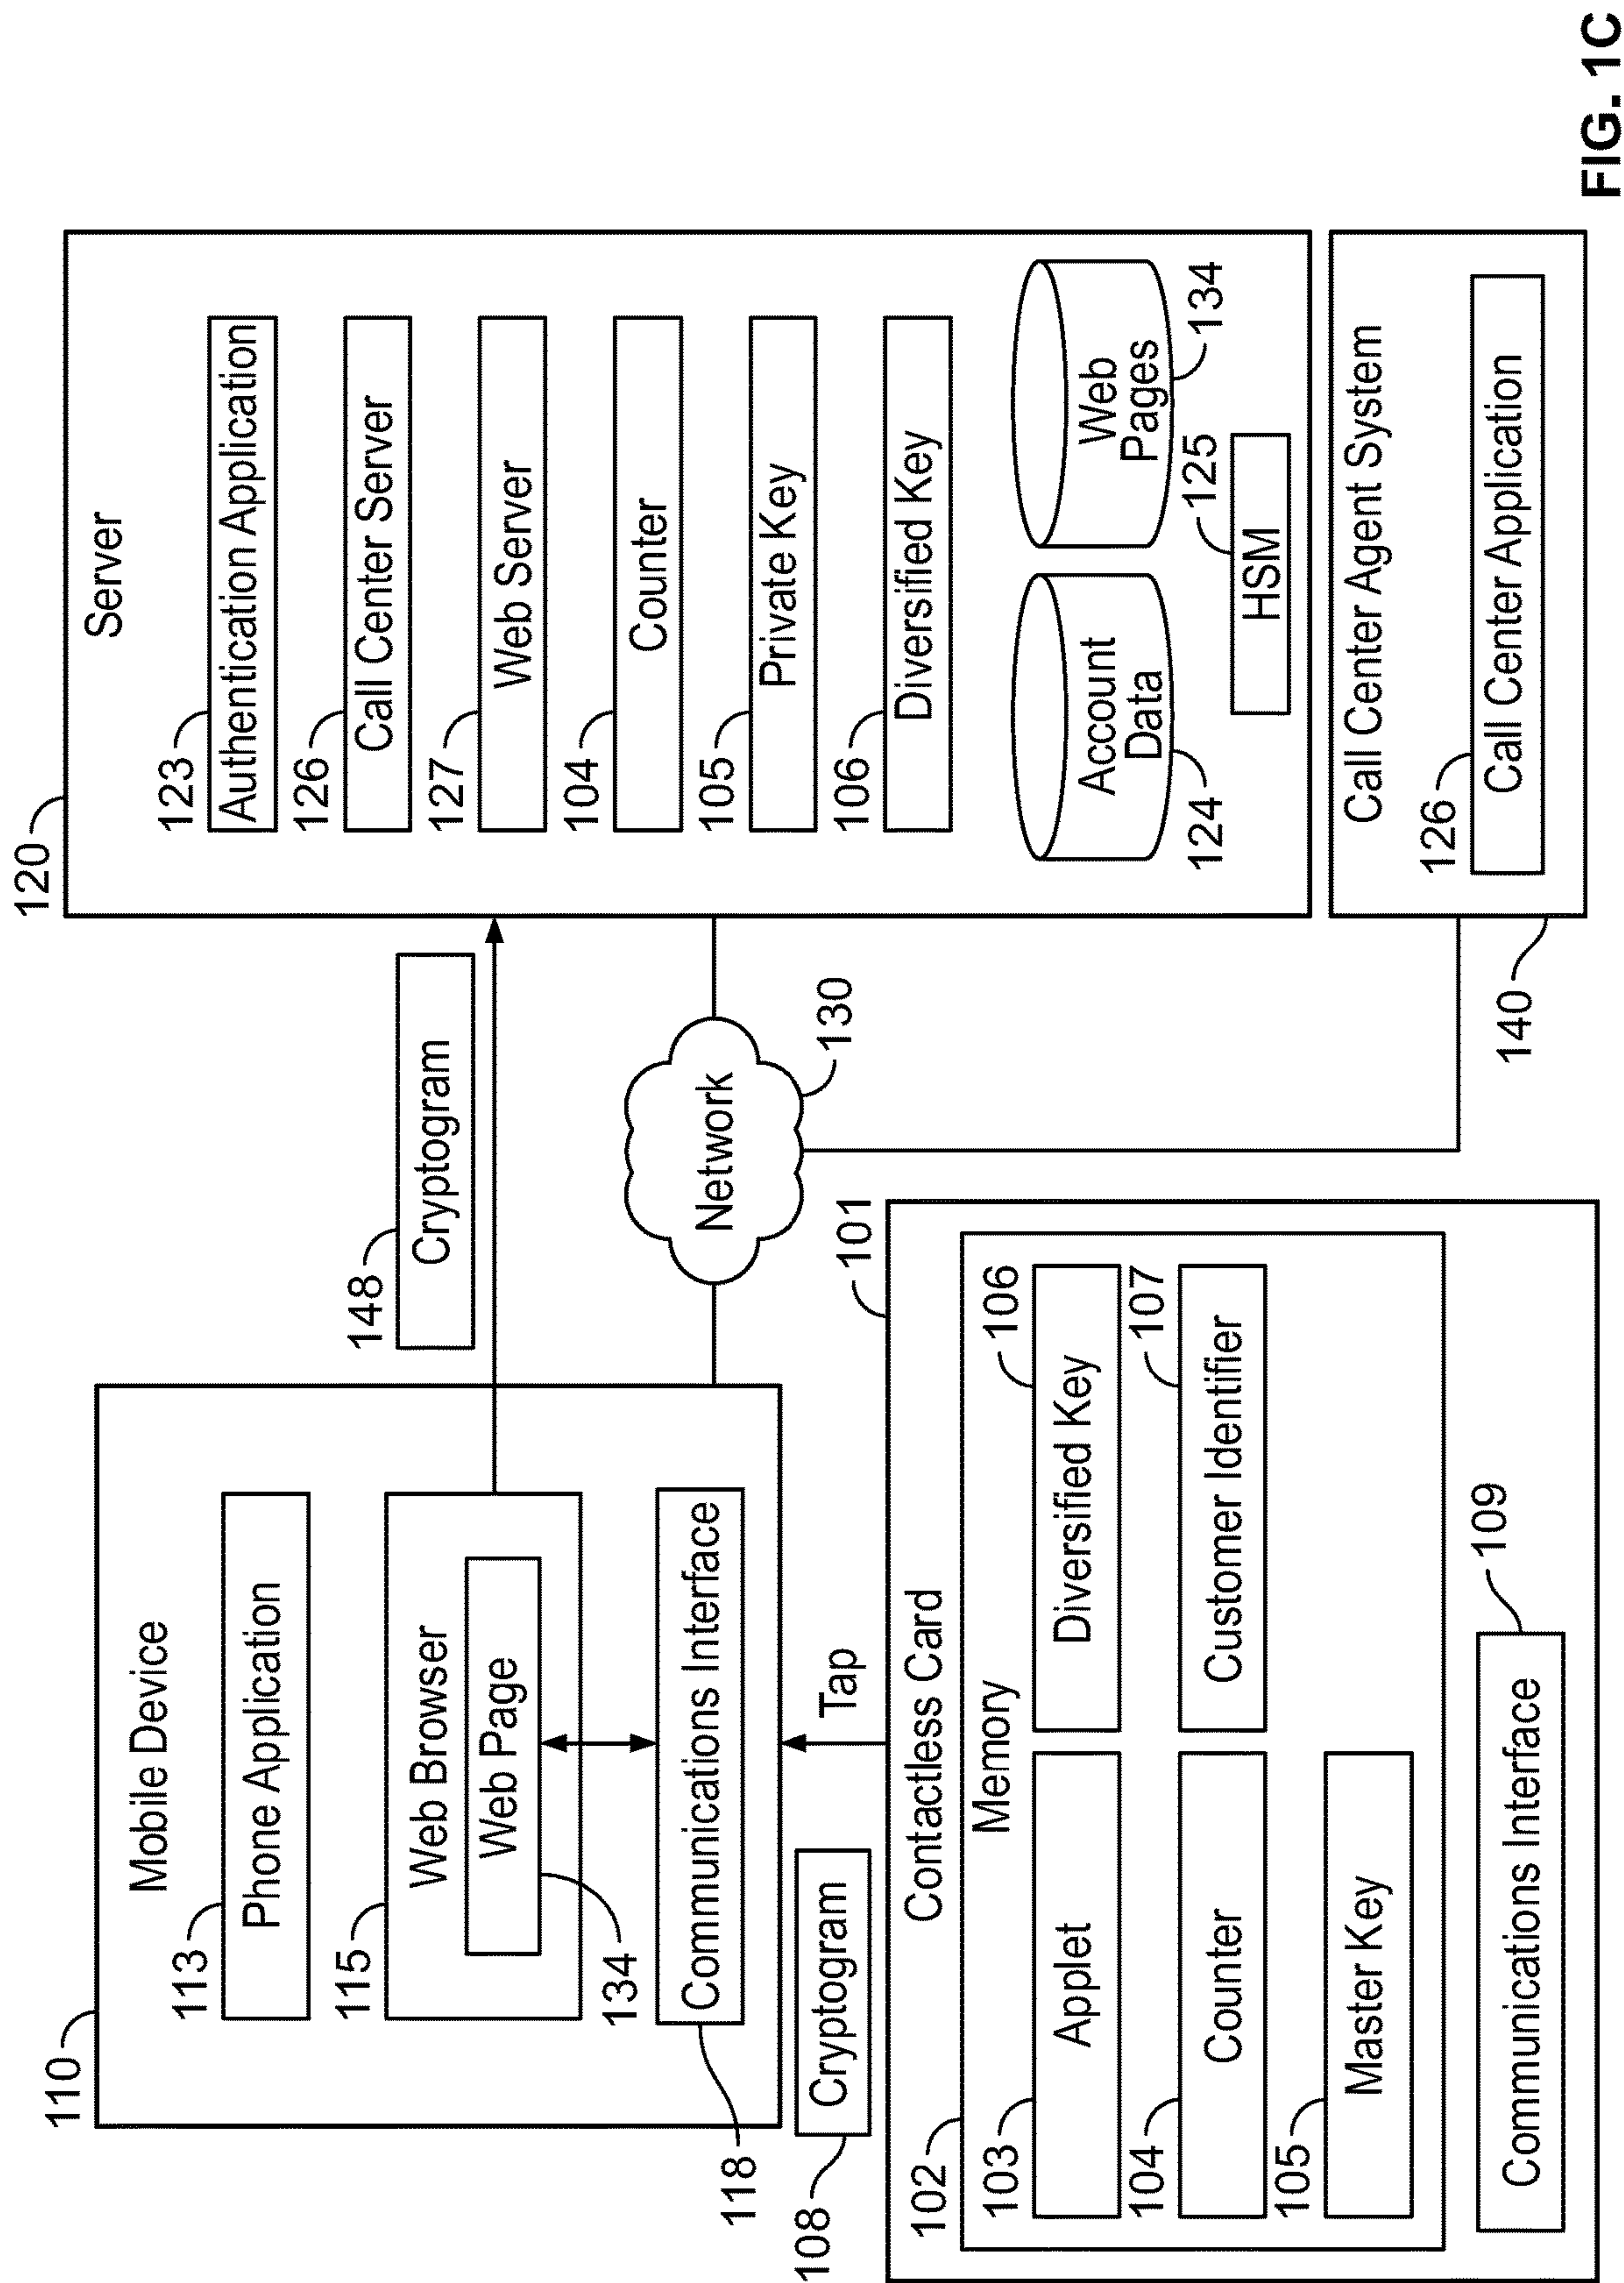 110
Mobile Device
113
Phone Application
115
Web Browser
Web Page
134
Communications Interface
118
148
Cryptogram
Network
130
120
Server
123
Authentication Application
126
Call Center Server
127
Web Server
104
Counter
105
Private Key
106
Diversified Key
Account
Data
124
Web
Pages
134
HSM
125
Call Center Agent System
126
Call Center Application
140
108
Cryptogram
Tap
Contactless Card
101
102
Memory
103
Applet
106
Diversified Key
104
Counter
107
Customer Identifier
105
Master Key
Communications Interface
109
FIG. 1C